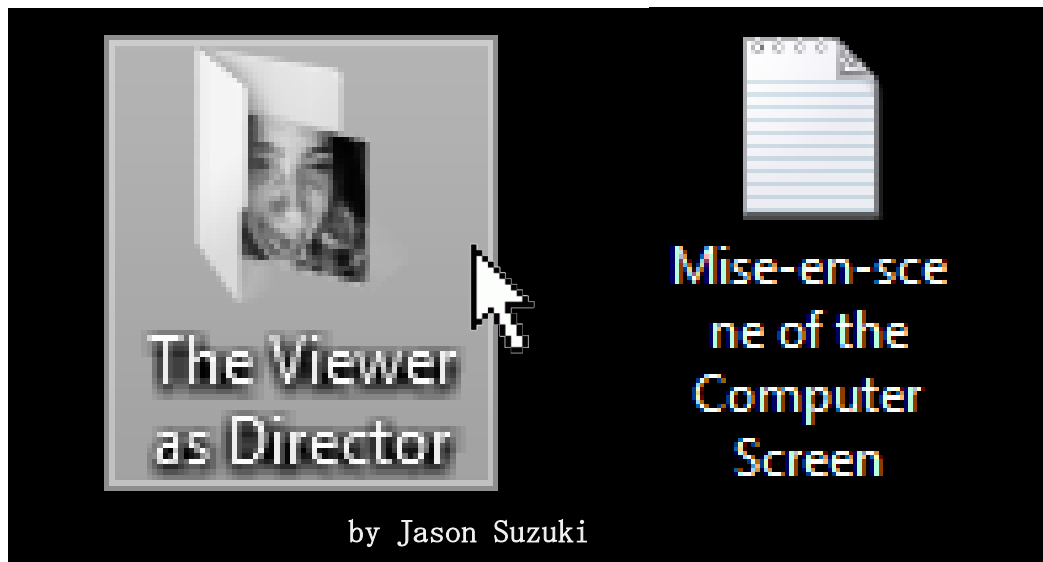 The Viewer
as Director
Mise-en-sce
ne of the
Computer
Screen
by Jason Suzuki